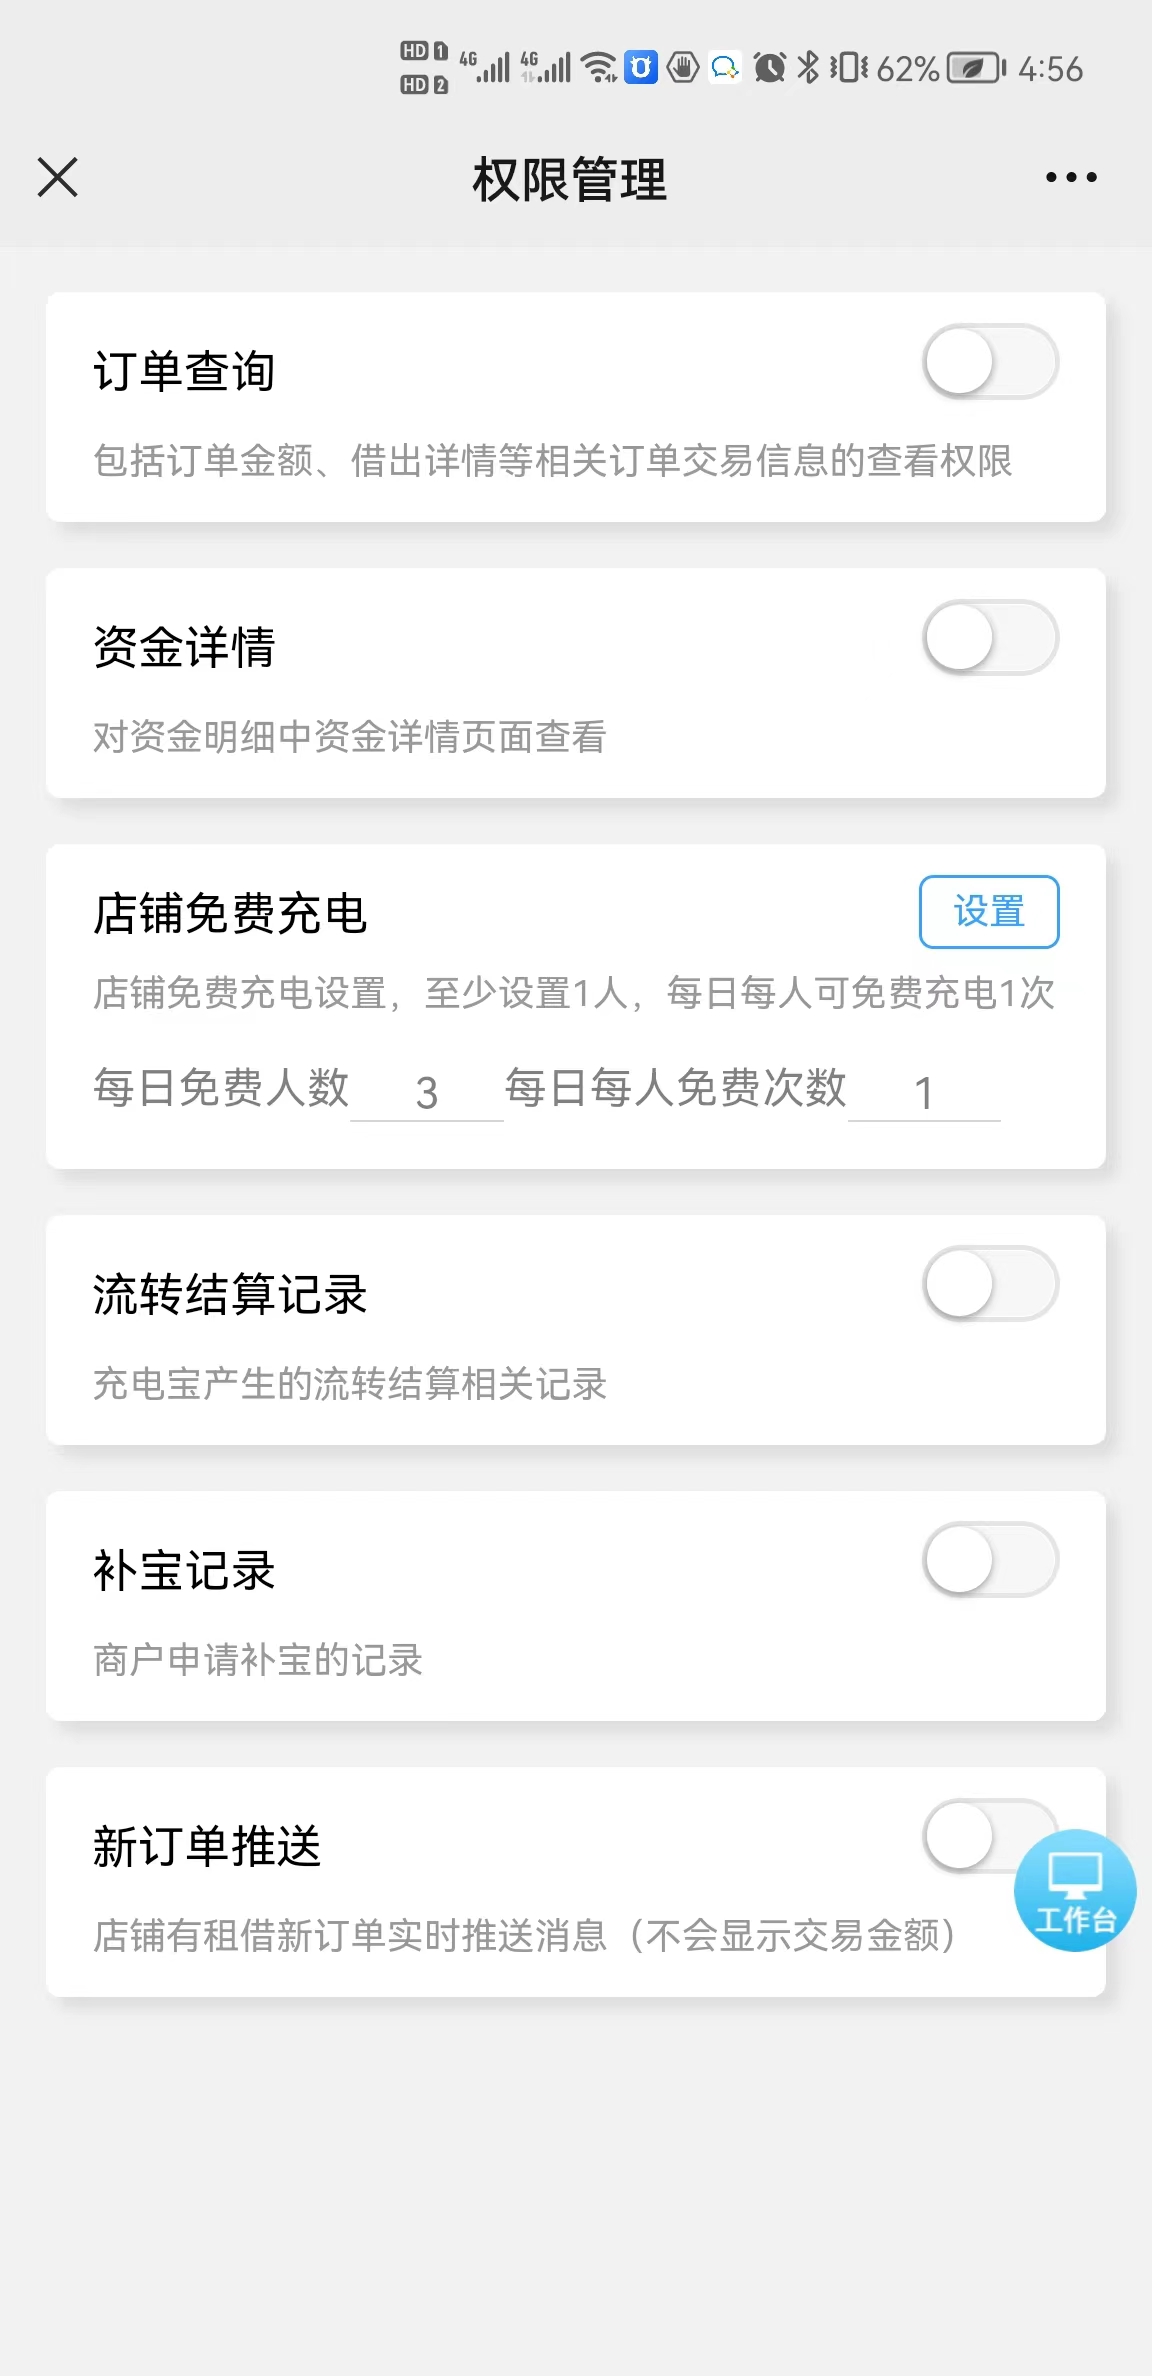 HD 1 4G 4G 62% 4:56
HD 2
权限管理
订单查询
包括订单金额、借出详情等相关订单交易信息的查看权限
资金详情
对资金明细中资金详情页面查看
店铺免费充电
设置
店铺免费充电设置，至少设置1人，每日每人可免费充电1次
每日免费人数 3 每日每人免费次数 1
流转结算记录
充电宝产生的流转结算相关记录
补宝记录
商户申请补宝的记录
新订单推送
店铺有租借新订单实时推送消息（不会显示交易金额）
工作台